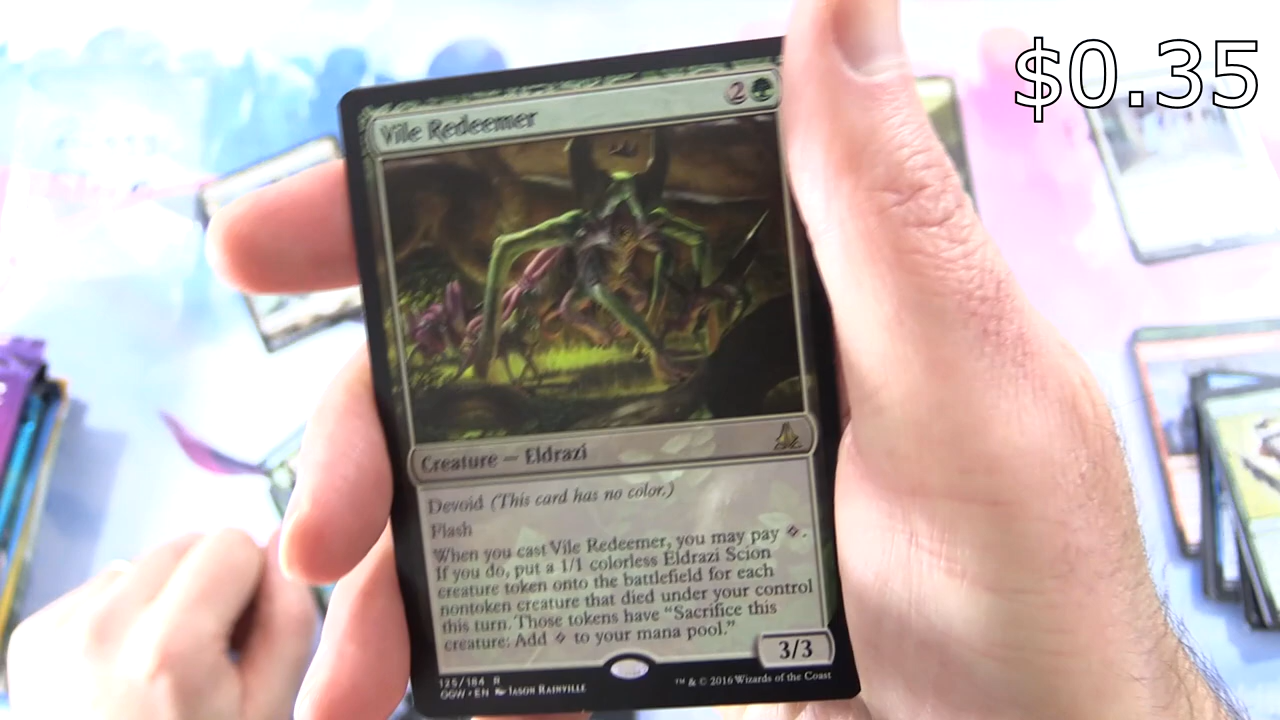 $0.35
Vile Redeemer 2
Creature — Eldrazi
Devoid (This card has no color.)
Flash
When you cast Vile Redeemer, you may pay ◇.
If you do, put a 1/1 colorless Eldrazi Scion
creature token onto the battlefield for each
nontoken creature that died under your control
this turn. Those tokens have “Sacrifice this
creature: Add ◇ to your mana pool.”
3/3
125/184 R
OGW • EN Jason Rainville
™ & © 2016 Wizards of the Coast